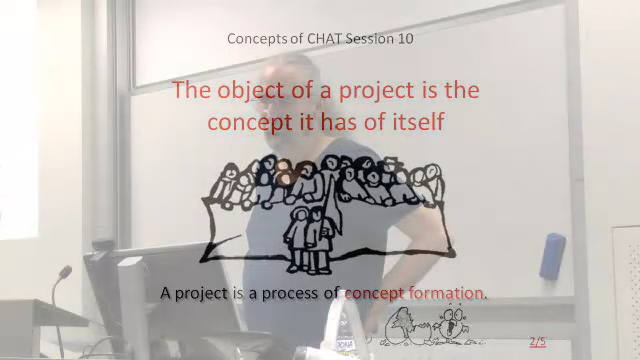 Concepts of CHAT Session 10
The object of a project is the
concept it has of itself
A project is a process of concept formation.
2/5